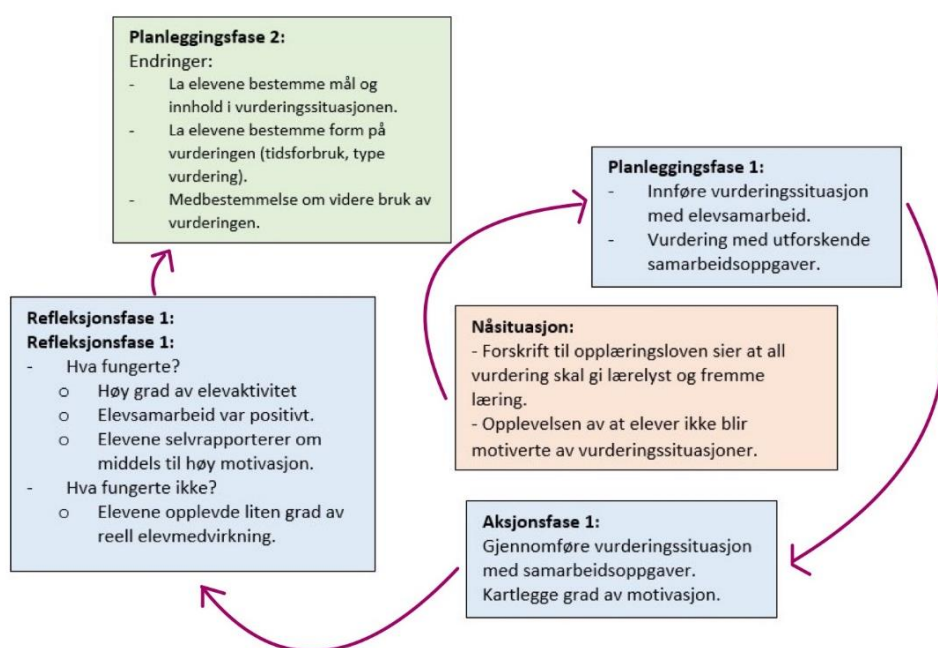 Planleggingsfase 2:
Endringer:
- La elevene bestemme mål og
innhold i vurderingssituasjonen.
- La elevene bestemme form på
vurderingen (tidsforbruk, type
vurdering).
- Medbestemmelse om videre bruk av
vurderingen.
Planleggingsfase 1:
- Innføre vurderingssituasjon
med elevsamarbeid.
- Vurdering med utforskende
samarbeidsoppgaver.
Nåsituasjon:
- Forskrift til opplæringsloven sier at all
vurdering skal gi lærelyst og fremme
læring.
- Opplevelsen av at elever ikke blir
motiverte av vurderingssituasjoner.
Aksjonsfase 1:
Gjennomføre vurderingssituasjon
med samarbeidsoppgaver.
Kartlegge grad av motivasjon.
Refleksjonsfase 1:
Refleksjonsfase 1:
- Hva fungerte?
o Høy grad av elevaktivitet
o Elevsamarbeid var positivt.
o Elevene selvrapporterer om
middels til høy motivasjon.
- Hva fungerte ikke?
o Elevene opplevde liten grad av
reell elevmedvirkning.